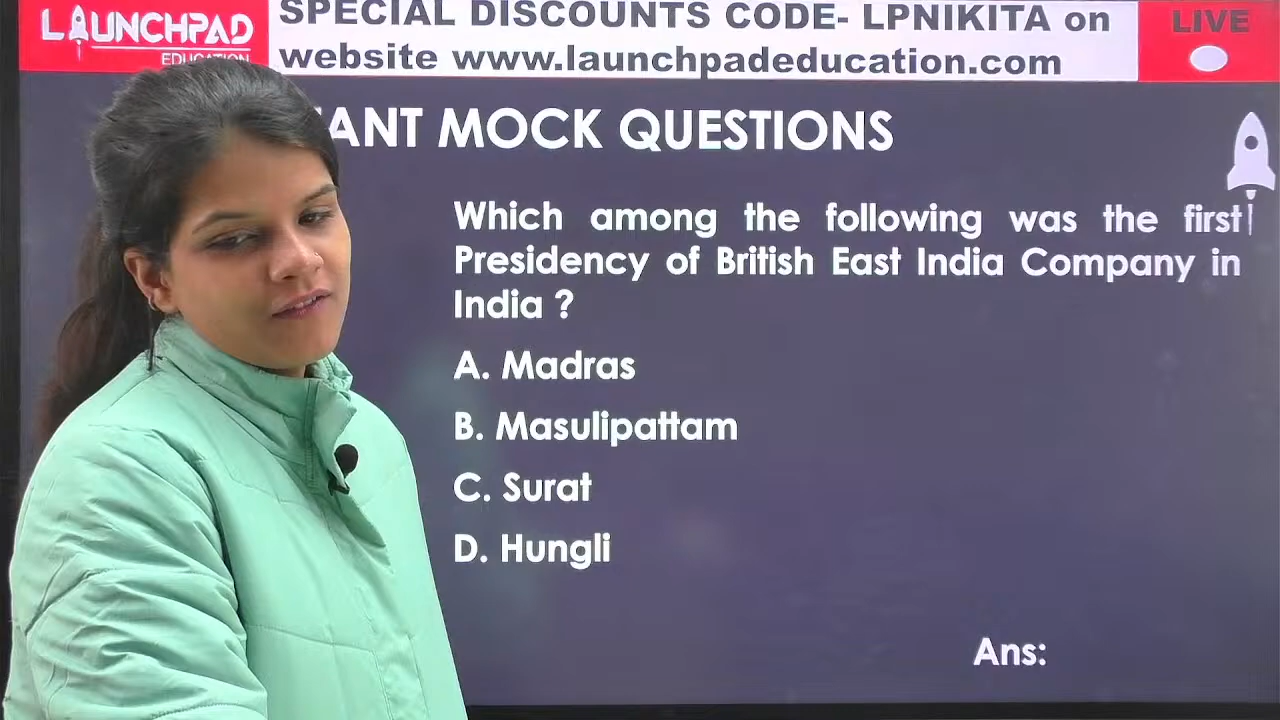 LAUNCHPAD
EDUCATION
SPECIAL DISCOUNTS CODE- LPNIKITA on
website www.launchpadeducation.com
LIVE
ANT MOCK QUESTIONS
Which among the following was the first
Presidency of British East India Company in
India ?
A. Madras
B. Masulipattam
C. Surat
D. Hungli
Ans: